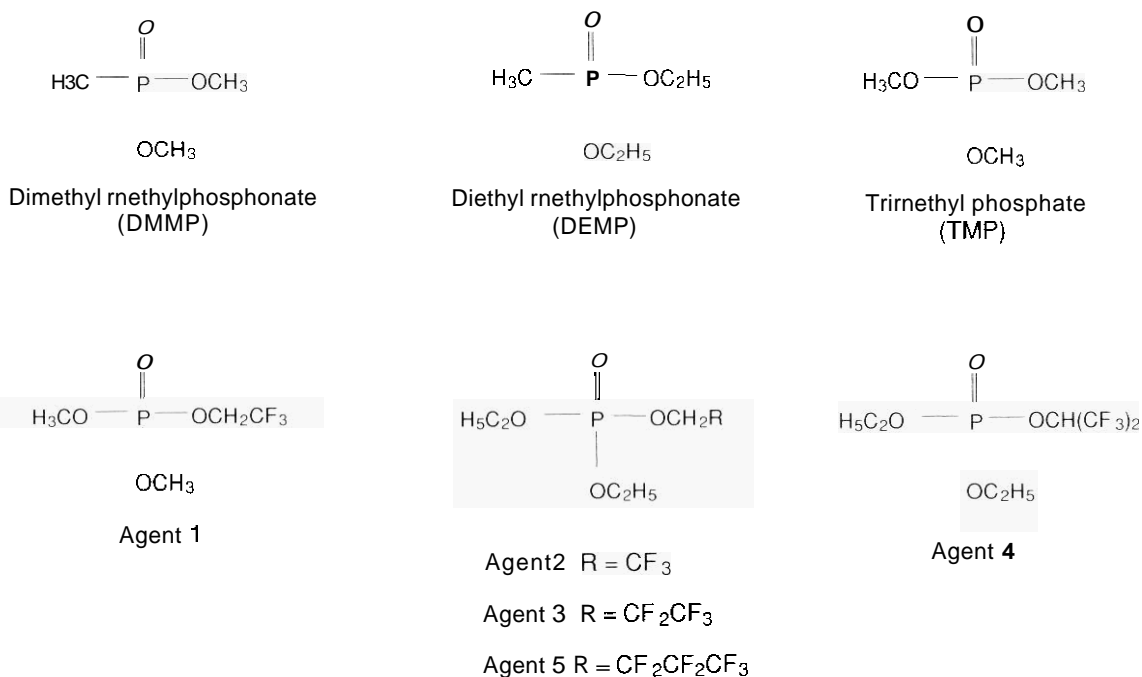 O
H3C P OCH₃
OCH₃
Dimethyl rnethylphosphonate
(DMMP)
O
H₃C P OC₂H₅
OC₂H₅
Diethyl rnethylphosphonate
(DEMP)
O
H₃CO P OCH₃
OCH₃
Trirnethyl phosphate
(TMP)
O
H₃CO P OCH₂CF₃
OCH₃
Agent 1
O
H₅C₂O P OCH₂R
OC₂H₅
Agent2 R = CF₃
Agent 3 R = CF₂CF₃
Agent 5 R = CF₂CF₂CF₃
O
H₅C₂O P OCH(CF₃)₂
OC₂H₅
Agent 4